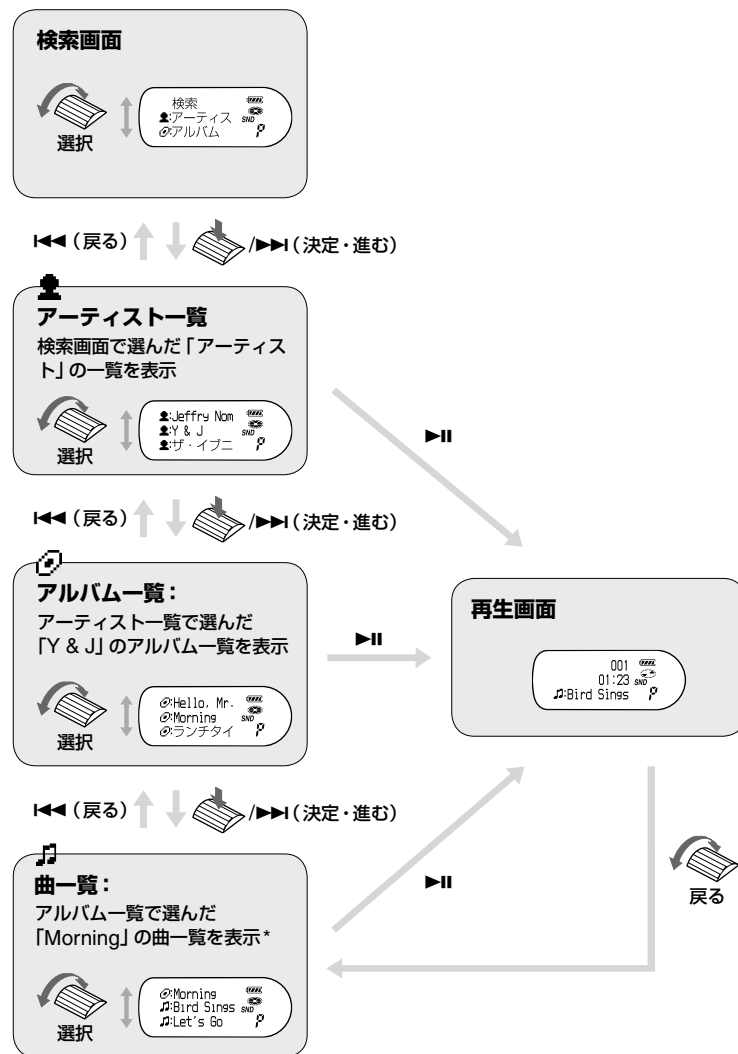 検索画面
検索
:アーティス
SND
:アルバム
選択
(戻る)
/
(決定・進む)
アーティスト一覧
検索画面で選んだ「アーティス
ト」の一覧を表示
:Jeffry Nom
:Y & J
SND
:ザ・イブニ
選択
(戻る)
/
(決定・進む)
アルバム一覧:
アーティスト一覧で選んだ
「Y & J」のアルバム一覧を表示
:Hello, Mr.
:Morning
SND
:ランチタイ
選択
(戻る)
/
(決定・進む)
曲一覧:
アルバム一覧で選んだ
「Morning」の曲一覧を表示*
:Morning
:Bird Sings
SND
:Let's Go
選択
再生画面
001
01:23
SND
:Bird Sings
戻る